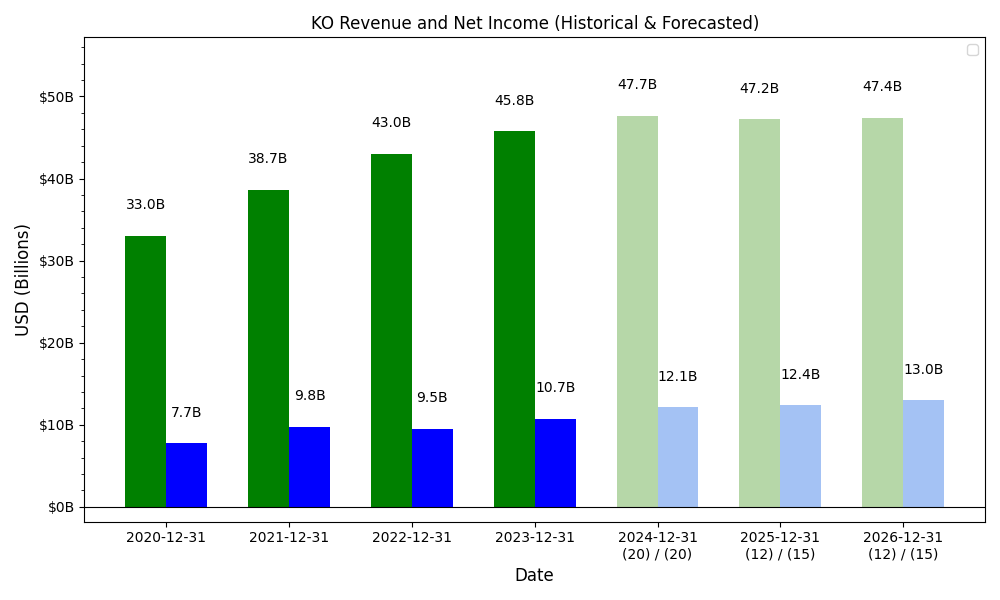 KO Revenue and Net Income (Historical & Forecasted)
USD (Billions)
$50B
$40B
$30B
$20B
$10B
$0B
33.0B
7.7B
38.7B
9.8B
43.0B
9.5B
45.8B
10.7B
47.7B
12.1B
47.2B
12.4B
47.4B
13.0B
2020-12-31
2021-12-31
2022-12-31
2023-12-31
2024-12-31
(20) / (20)
2025-12-31
(12) / (15)
2026-12-31
(12) / (15)
Date